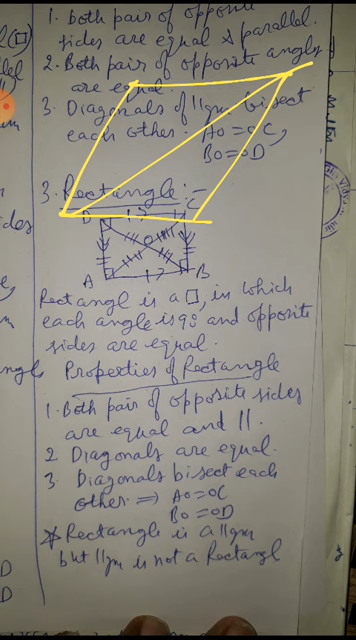 1. both pair of opposite
sides are equal & parallel.
2. Both pair of opposite angles
are equal.
3. Diagonals of ||gm bisect
each other. AO = OC,
BO = OD
3. Rectangle :-
D C
O
A B
Rectangl is a □, in which
each angle is 90 and opposite
sides are equal.
Properties of Rectangle
1. Both pair of opposite sides
are equal and ||.
2 Diagonals are equal.
3. Diagonals bisect each
other ⇒ AO = OC
BO = OD
* Rectangle is a ||gm
but ||gm is not a Rectangl